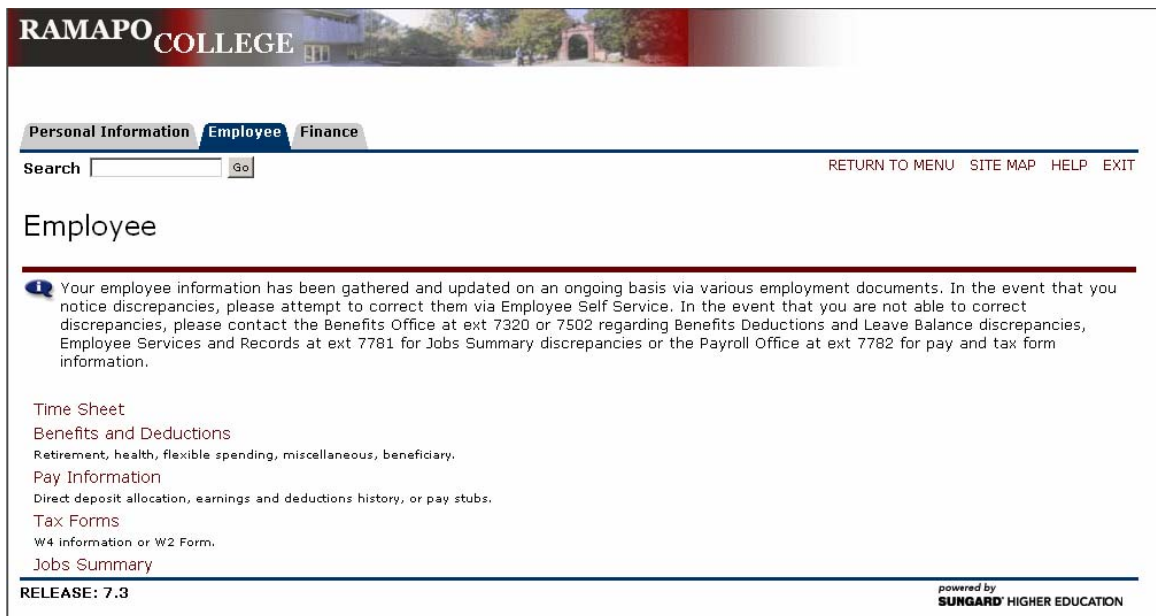 RAMAPO COLLEGE
Personal Information Employee Finance
Search Go RETURN TO MENU SITE MAP HELP EXIT
Employee
Your employee information has been gathered and updated on an ongoing basis via various employment documents. In the event that you
notice discrepancies, please attempt to correct them via Employee Self Service. In the event that you are not able to correct
discrepancies, please contact the Benefits Office at ext 7320 or 7502 regarding Benefits Deductions and Leave Balance discrepancies,
Employee Services and Records at ext 7781 for Jobs Summary discrepancies or the Payroll Office at ext 7782 for pay and tax form
information.
Time Sheet
Benefits and Deductions
Retirement, health, flexible spending, miscellaneous, beneficiary.
Pay Information
Direct deposit allocation, earnings and deductions history, or pay stubs.
Tax Forms
W4 information or W2 Form.
Jobs Summary
RELEASE: 7.3
powered by
SUNGARD' HIGHER EDUCATION